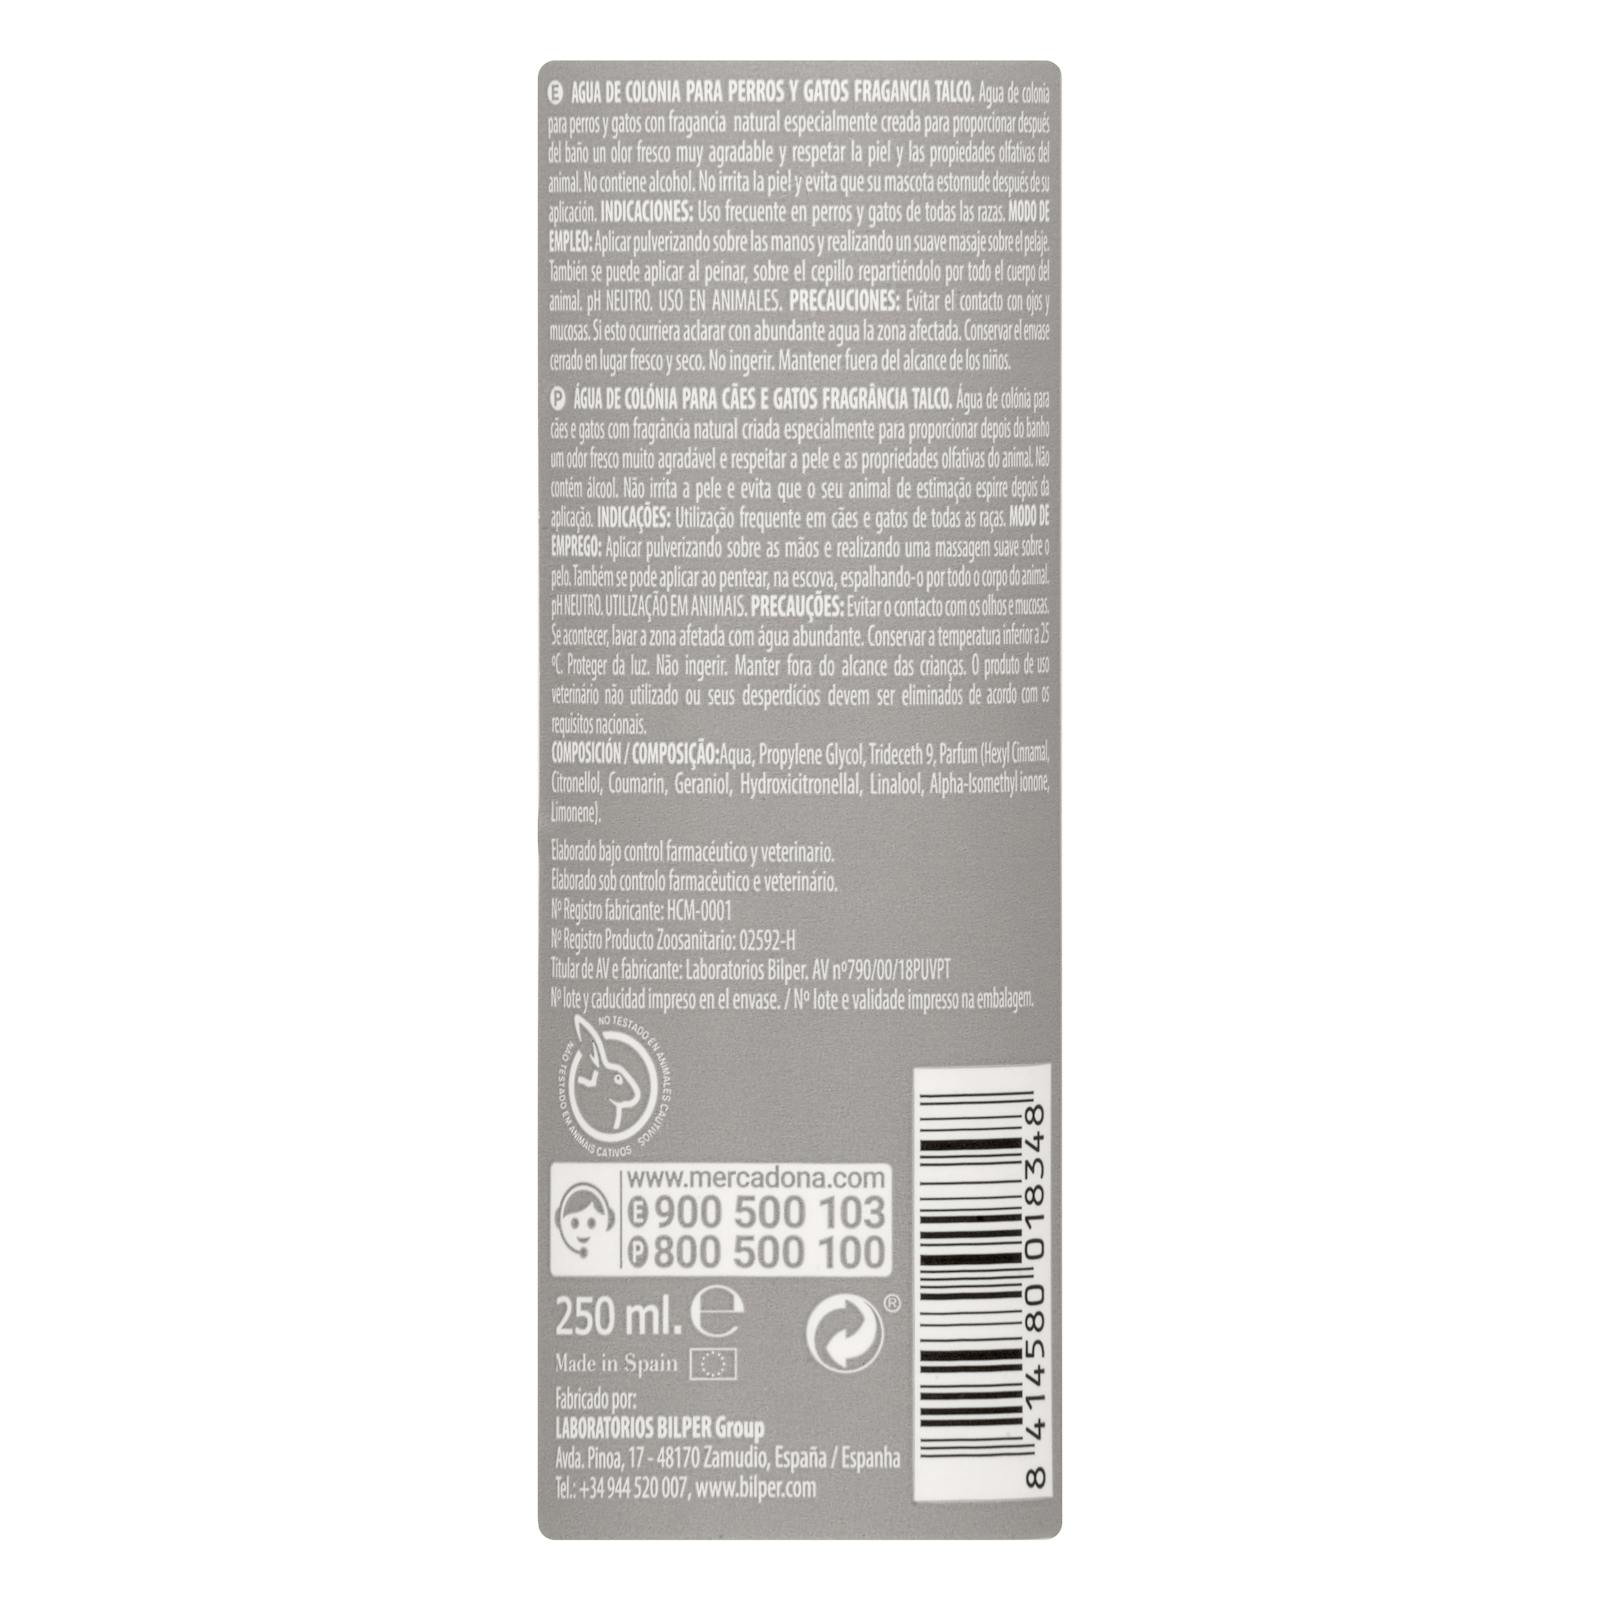 E AGUA DE COLONIA PARA PERROS Y GATOS FRAGANCIA TALCO. Agua de colonia
para perros y gatos con fragancia natural especialmente creada para proporcionar después
del baño un olor fresco muy agradable y respetar la piel y las propiedades olfativas del
animal. No contiene alcohol. No irrita la piel y evita que su mascota estornude después de su
aplicación. INDICACIONES: Uso frecuente en perros y gatos de todas las razas. MODO DE
EMPLEO: Aplicar pulverizando sobre las manos y realizando un suave masaje sobre el pelaje.
También se puede aplicar al peinar, sobre el cepillo repartiéndolo por todo el cuerpo del
animal. pH NEUTRO. USO EN ANIMALES. PRECAUCIONES: Evitar el contacto con ojos y
mucosas. Si esto ocurriera aclarar con abundante agua la zona afectada. Conservar el envase
cerrado en lugar fresco y seco. No ingerir. Mantener fuera del alcance de los niños.
P ÁGUA DE COLÓNIA PARA CÃES E GATOS FRAGRÂNCIA TALCO. Água de colónia para
cães e gatos com fragrância natural criada especialmente para proporcionar depois do banho
um odor fresco muito agradável e respeitar a pele e as propriedades olfativas do animal. Não
contém álcool. Não irrita a pele e evita que o seu animal de estimação espirre depois da
aplicação. INDICAÇÕES: Utilização frequente em cães e gatos de todas as raças. MODO DE
EMPREGO: Aplicar pulverizando sobre as mãos e realizando uma massagem suave sobre o
pelo. Também se pode aplicar ao pentear, na escova, espalhando-o por todo o corpo do animal.
pH NEUTRO. UTILIZAÇÃO EM ANIMAIS. PRECAUÇÕES: Evitar o contacto com os olhos e mucosas.
Se acontecer, lavar a zona afetada com água abundante. Conservar a temperatura inferior a 25
ºC. Proteger da luz. Não ingerir. Manter fora do alcance das crianças. O produto de uso
veterinário não utilizado ou seus desperdícios devem ser eliminados de acordo com os
requisitos nacionais.
COMPOSICIÓN / COMPOSIÇÃO:Aqua, Propylene Glycol, Trideceth 9, Parfum (Hexyl Cinnamal,
Citronellol, Coumarin, Geraniol, Hydroxicitronellal, Linalool, Alpha-Isomethyl ionone,
Limonene).
Elaborado bajo control farmacéutico y veterinario.
Elaborado sob controlo farmacêutico e veterinário.
Nº Registro fabricante: HCM-0001
Nº Registro Producto Zoosanitario: 02592-H
Titular de AV e fabricante: Laboratorios Bilper. AV nº790/00/18PUVPT
Nº lote y caducidad impreso en el envase. / Nº lote e validade impresso na embalagem.
NO TESTADO EN ANIMALES CAUTIVOS
NÃO TESTADO EM ANIMAIS CATIVOS
www.mercadona.com
E 900 500 103
P 800 500 100
250 ml. e
®
Made in Spain
Fabricado por:
LABORATORIOS BILPER Group
Avda. Pinoa, 17 - 48170 Zamudio, España / Espanha
Tel.: +34 944 520 007, www.bilper.com
8 414580 018348